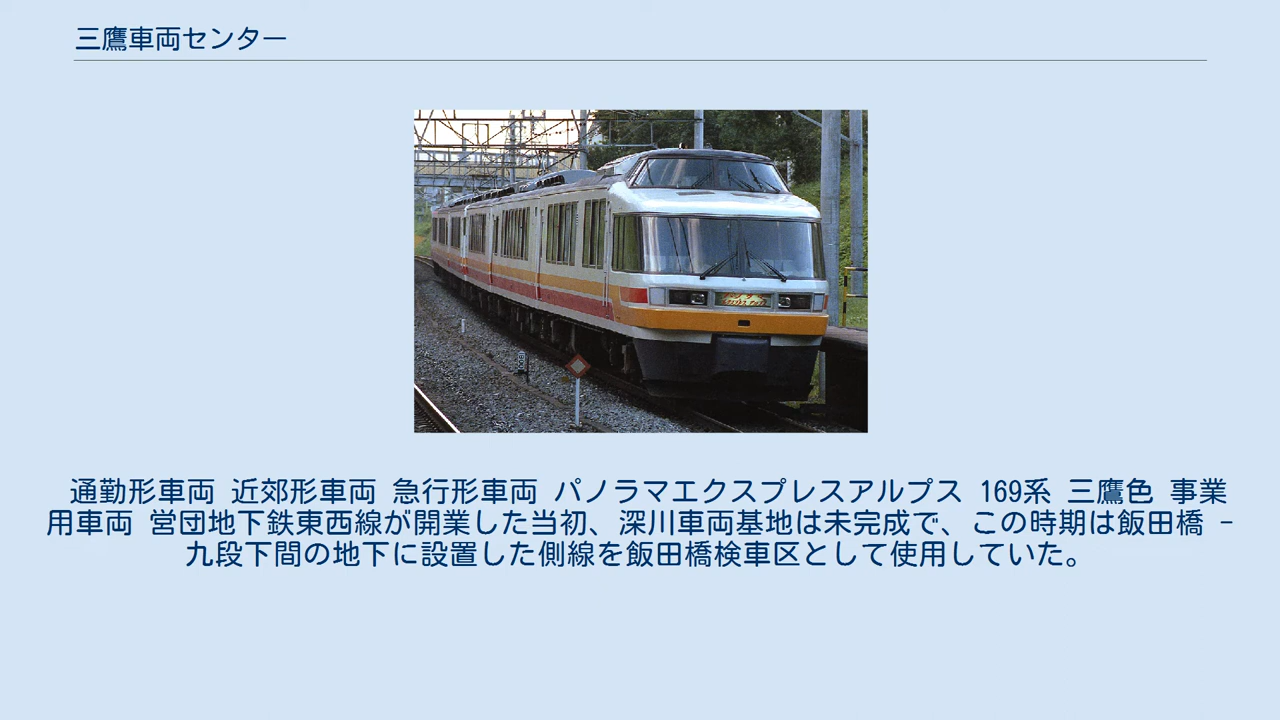 三鷹車両センター
通勤形車両 近郊形車両 急行形車両 パノラマエクスプレスアルプス 169系 三鷹色 事業
用車両 営団地下鉄東西線が開業した当初、深川車両基地は未完成で、この時期は飯田橋 -
九段下間の地下に設置した側線を飯田橋検車区として使用していた。